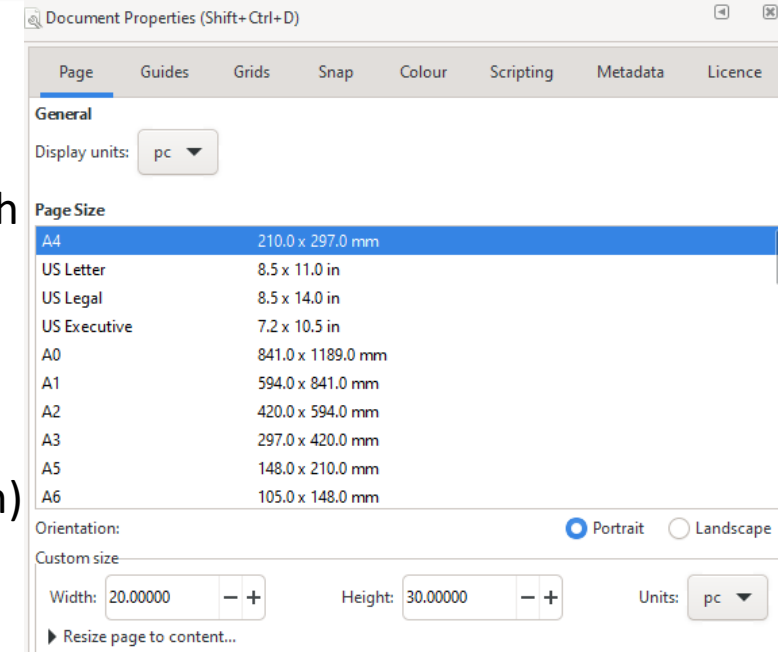 Document Properties (Shift+Ctrl+D)
Page Guides Grids Snap Colour Scripting Metadata Licence
General
Display units: pc
h
Page Size
A4 210.0 x 297.0 mm
US Letter 8.5 x 11.0 in
US Legal 8.5 x 14.0 in
US Executive 7.2 x 10.5 in
A0 841.0 x 1189.0 mm
A1 594.0 x 841.0 mm
A2 420.0 x 594.0 mm
A3 297.0 x 420.0 mm
A5 148.0 x 210.0 mm
)
A6 105.0 x 148.0 mm
Orientation: Portrait Landscape
Custom size
Width: 20.00000 Height: 30.00000 Units: pc
Resize page to content...